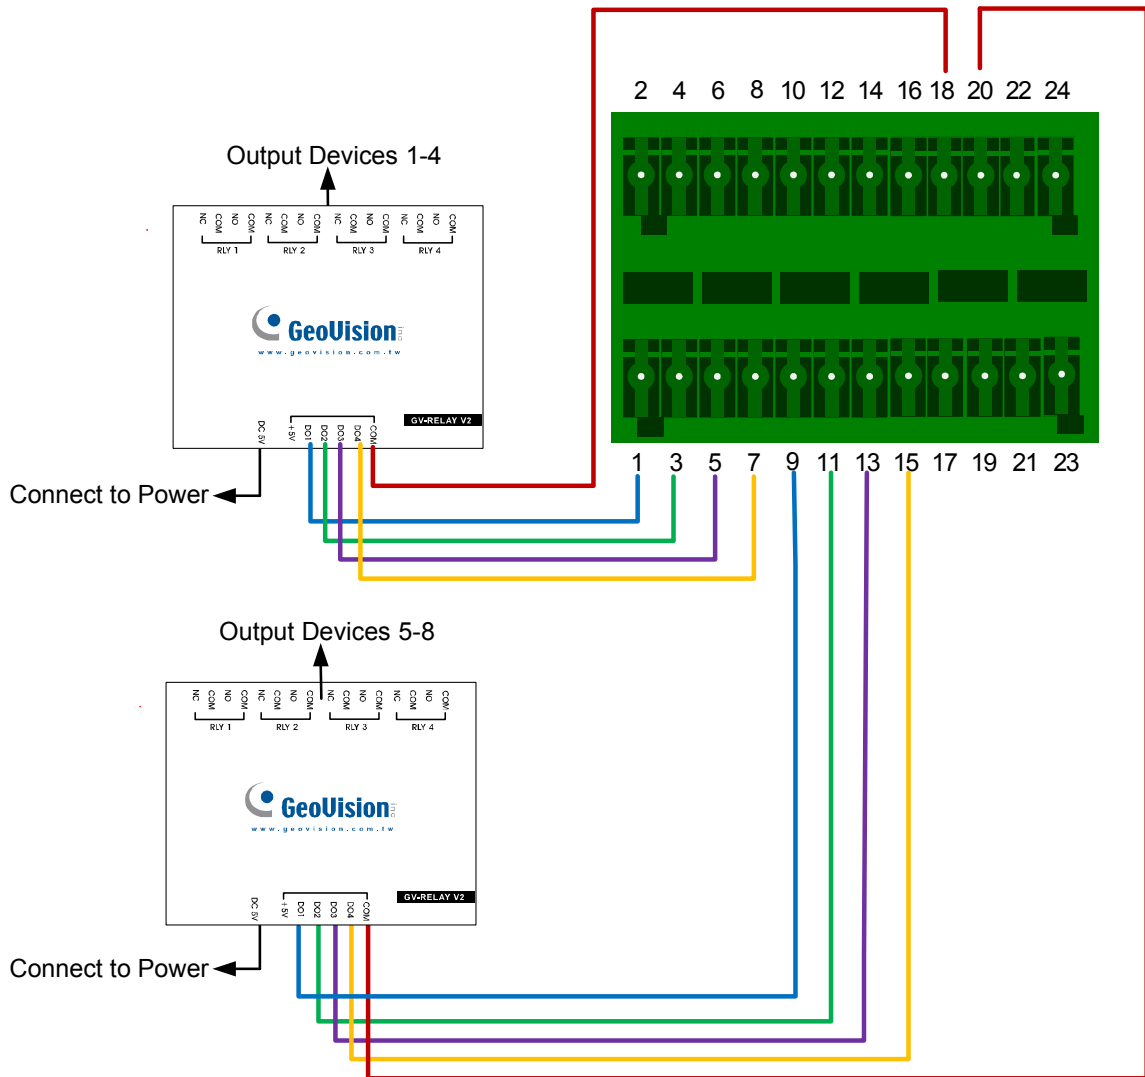 2 4 6 8 10 12 14 16 18 20 22 24
Output Devices 1-4
NC COM NO COM NC COM NO COM NC COM NO COM NC COM NO COM
RLY 1 RLY 2 RLY 3 RLY 4
GeoVision inc
www.geovision.com.tw
GV-RELAY V2
DC 5V +5V DO1 DO2 DO3 DO4 COM
1 3 5 7 9 11 13 15 17 19 21 23
Connect to Power
Output Devices 5-8
NC COM NO COM NC COM NO COM NC COM NO COM NC COM NO COM
RLY 1 RLY 2 RLY 3 RLY 4
GeoVision inc
www.geovision.com.tw
GV-RELAY V2
DC 5V +5V DO1 DO2 DO3 DO4 COM
Connect to Power